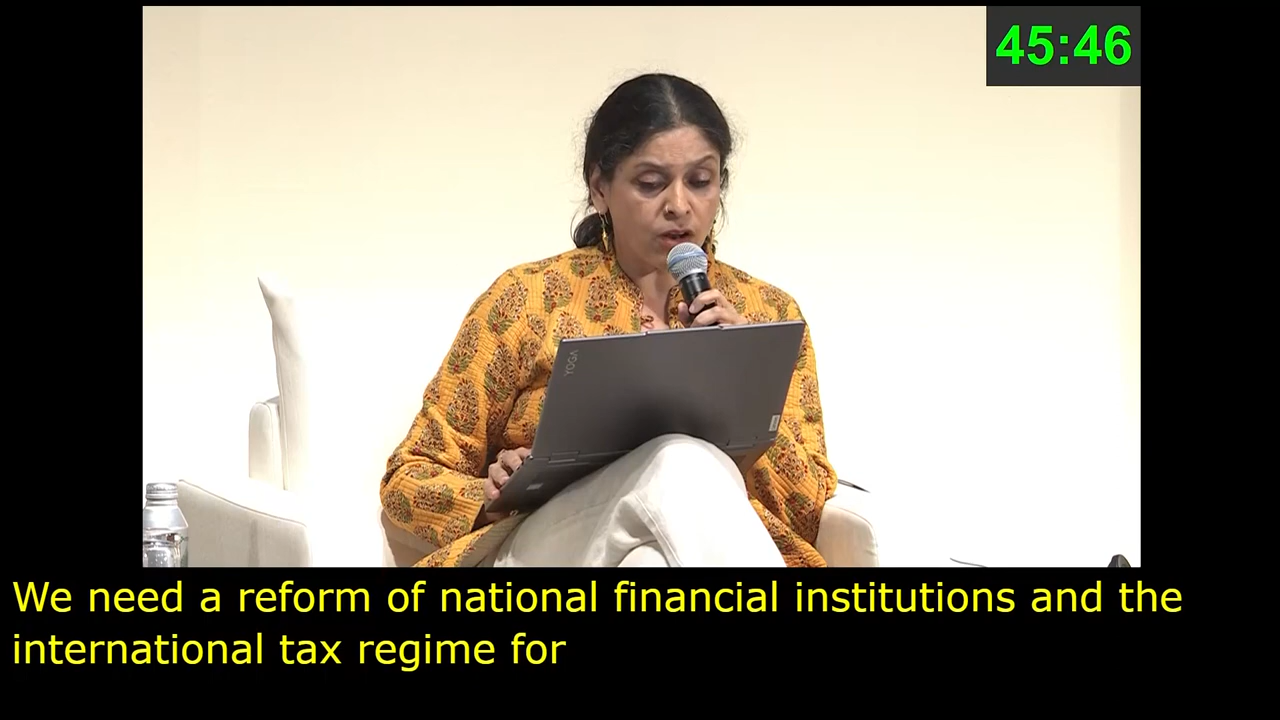 45:46
YOGA
We need a reform of national financial institutions and the
international tax regime for